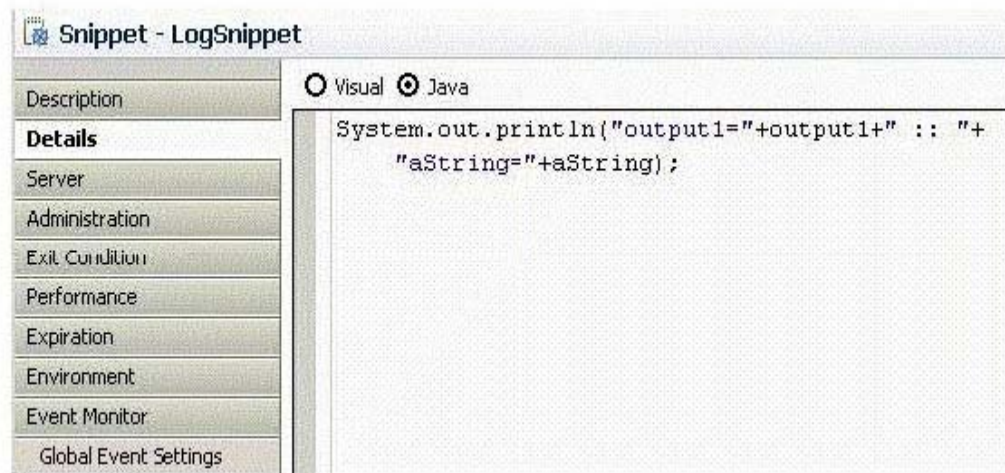 Snippet - LogSnippet
Description
Details
Server
Administration
Exit Condition
Performance
Expiration
Environment
Event Monitor
Global Event Settings
Visual Java
System.out.println("output1="+output1+" :: "+
"aString="+aString);